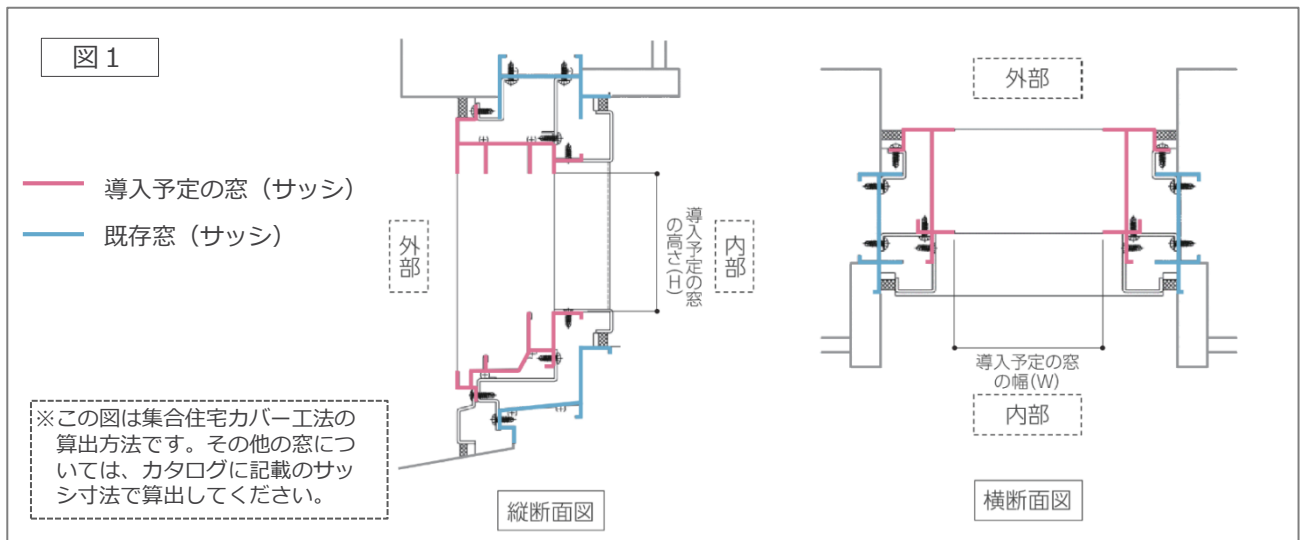 図1
導入予定の窓（サッシ）
既存窓（サッシ）
※この図は集合住宅カバー工法の
算出方法です。その他の窓につ
いては、カタログに記載のサッ
シ寸法で算出してください。
外部
導入予定の窓
の高さ(H)
内部
縦断面図
外部
導入予定の窓
の幅(W)
内部
横断面図